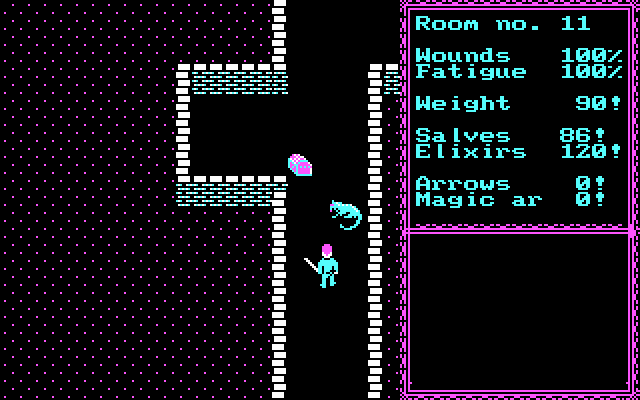 Room no. 11
Wounds 100%
Fatigue 100%
Weight 90!
Salves 86!
Elixirs 120!
Arrows 0!
Magic ar 0!